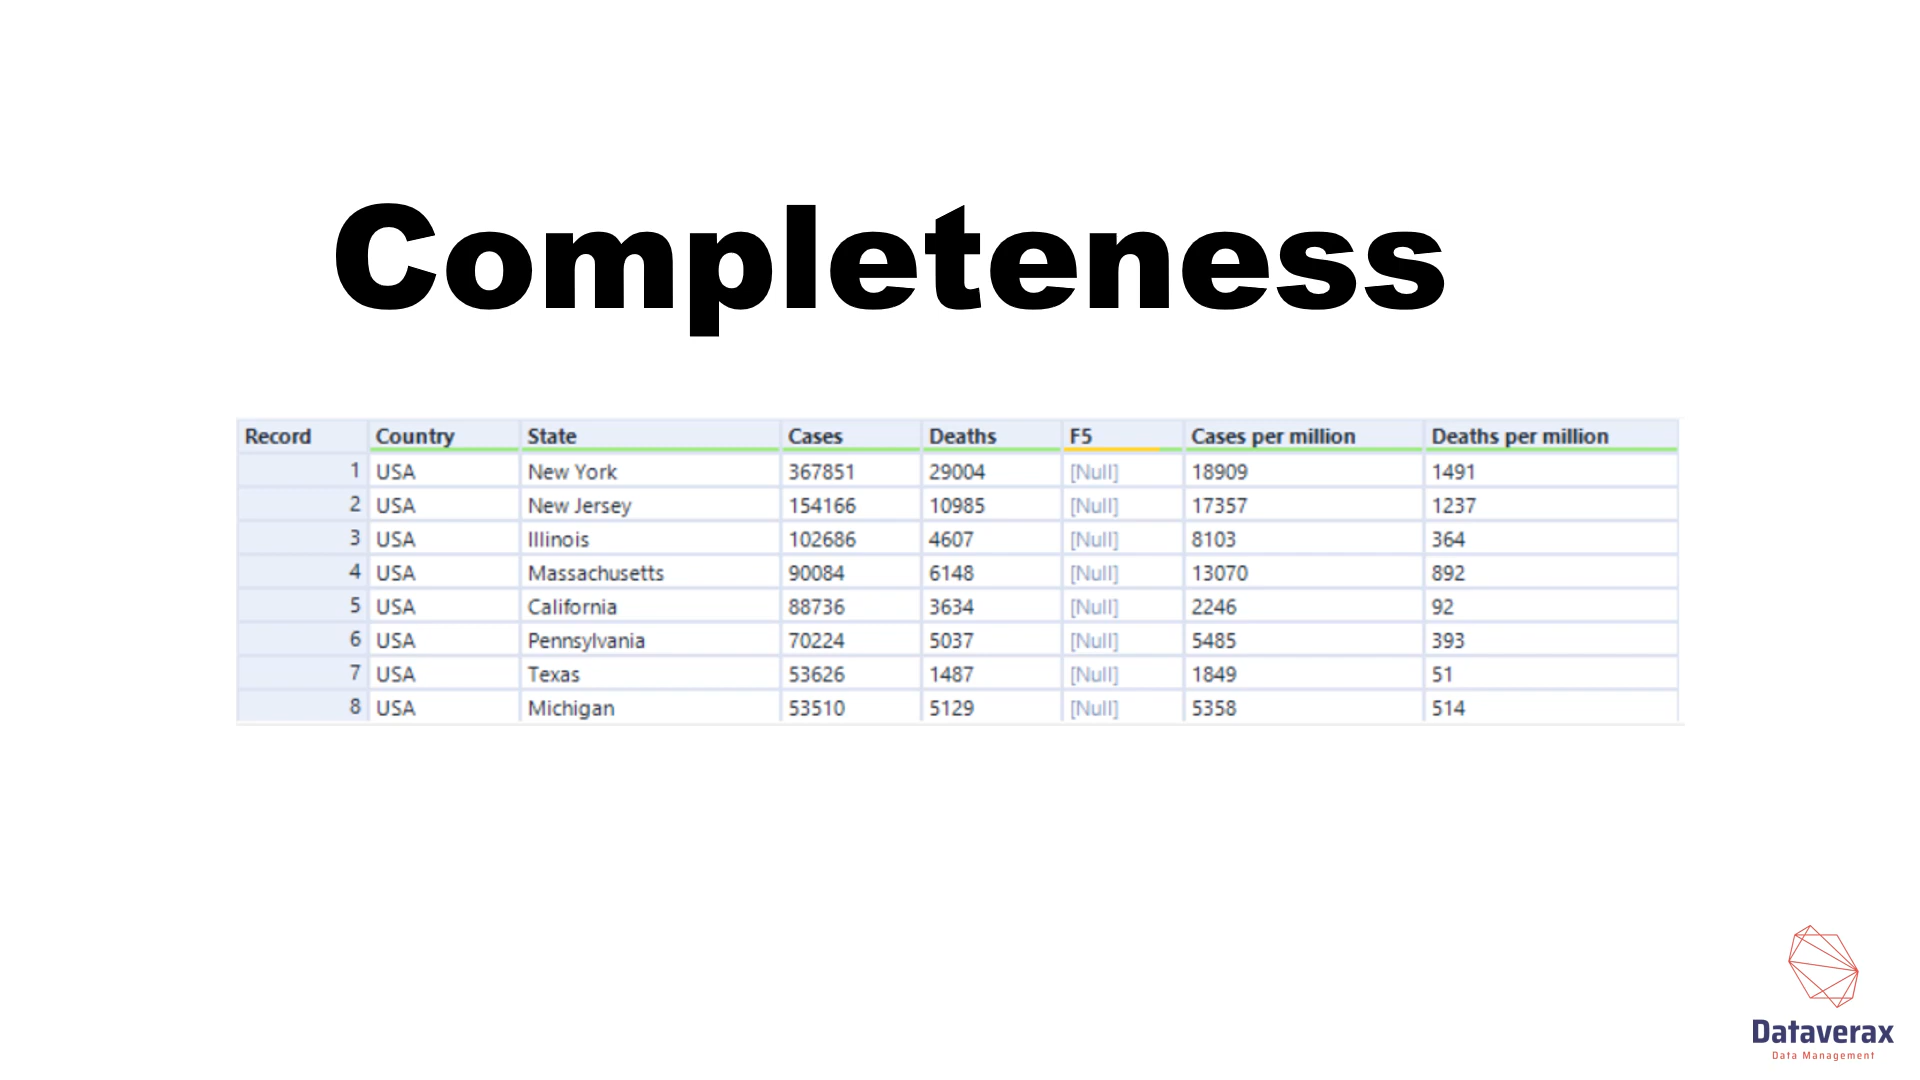 Completeness
Record Country State Cases Deaths F5 Cases per million Deaths per million
1 USA New York 367851 29004 [Null] 18909 1491
2 USA New Jersey 154166 10985 [Null] 17357 1237
3 USA Illinois 102686 4607 [Null] 8103 364
4 USA Massachusetts 90084 6148 [Null] 13070 892
5 USA California 88736 3634 [Null] 2246 92
6 USA Pennsylvania 70224 5037 [Null] 5485 393
7 USA Texas 53626 1487 [Null] 1849 51
8 USA Michigan 53510 5129 [Null] 5358 514
Dataverax
Data Management